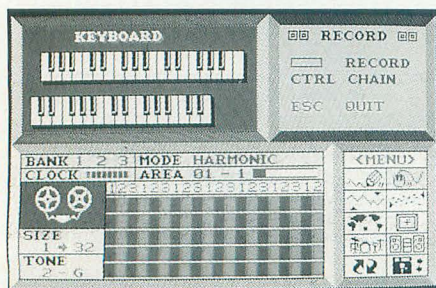 KEYBOARD
RECORD
RECORD
CTRL CHAIN
ESC QUIT
BANK 1 2 3 MODE HARMONIC
CLOCK AREA 01 - 1
<MENU>
123123123123123123123312
SIZE
1 → 32
TONE
2 - G